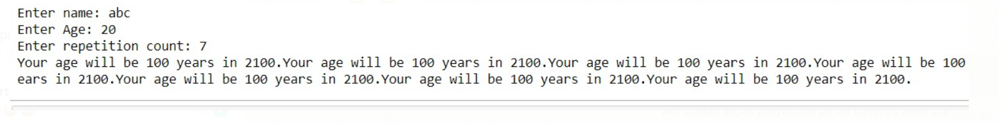 Enter name: abc
Enter Age: 20
Enter repetition count: 7
Your age will be 100 years in 2100.Your age will be 100 years in 2100.Your age will be 100 years in 2100.Your age will be 100
ears in 2100.Your age will be 100 years in 2100.Your age will be 100 years in 2100.Your age will be 100 years in 2100.